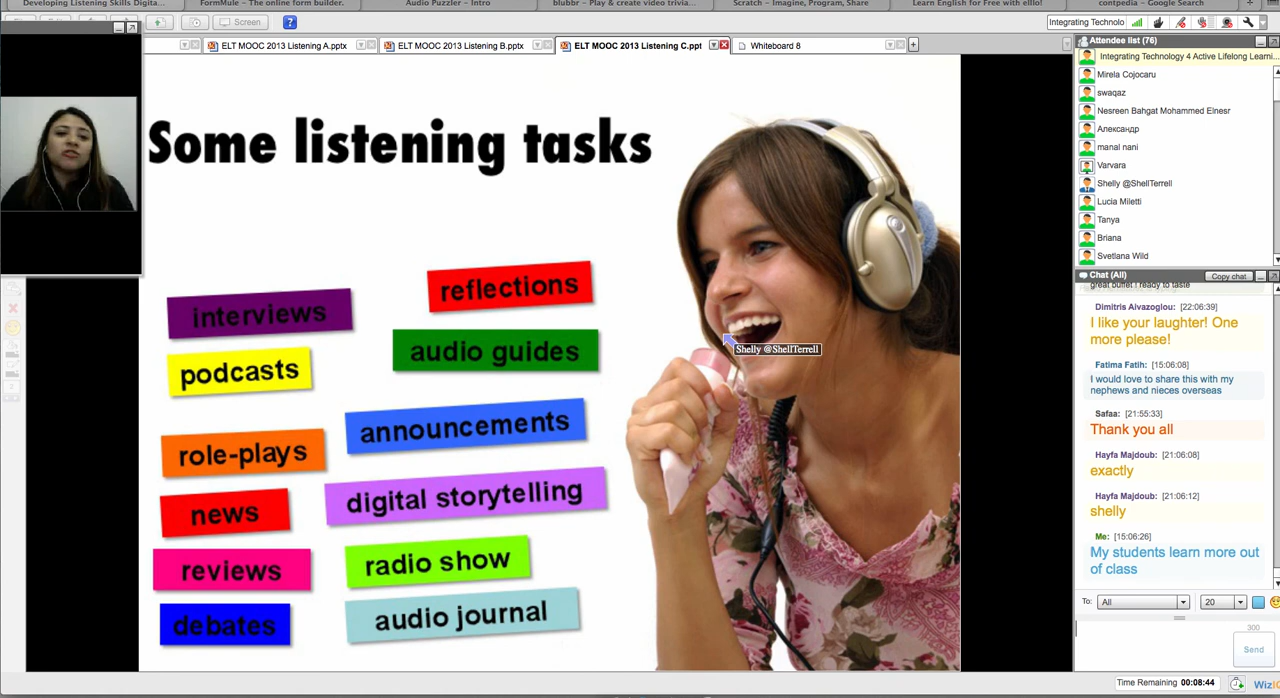 Developing Listening Skills Digita...
FormMule – The online form builder.
Audio Puzzler – Intro
blubbr – Play & create video trivia...
Scratch – Imagine, Program, Share
Learn English for Free with elllo!
contpedia – Google Search
Screen
?
Integrating Technolo
ELT MOOC 2013 Listening A.pptx
ELT MOOC 2013 Listening B.pptx
ELT MOOC 2013 Listening C.ppt
Whiteboard 8
Some listening tasks
interviews
reflections
podcasts
audio guides
role-plays
announcements
news
digital storytelling
reviews
radio show
debates
audio journal
Shelly @ShellTerrell
Attendee list (76)
Integrating Technology 4 Active Lifelong Learni...
Mirela Cojocaru
swaqaz
Nesreen Bahgat Mohammed Elnesr
Александр
manal nani
Varvara
Shelly @ShellTerrell
Lucia Miletti
Tanya
Briana
Svetlana Wild
Chat (All)
Copy chat
great buffet I ready to taste
Dimitris Aivazoglou: [22:06:39]
I like your laughter! One
more please!
Fatima Fatih: [15:06:08]
I would love to share this with my
nephews and nieces overseas
Safaa: [21:55:33]
Thank you all
Hayfa Majdoub: [21:06:08]
exactly
Hayfa Majdoub: [21:06:12]
shelly
Me: [15:06:26]
My students learn more out
of class
To: All 20
300
Send
Time Remaining 00:08:44
WizIQ